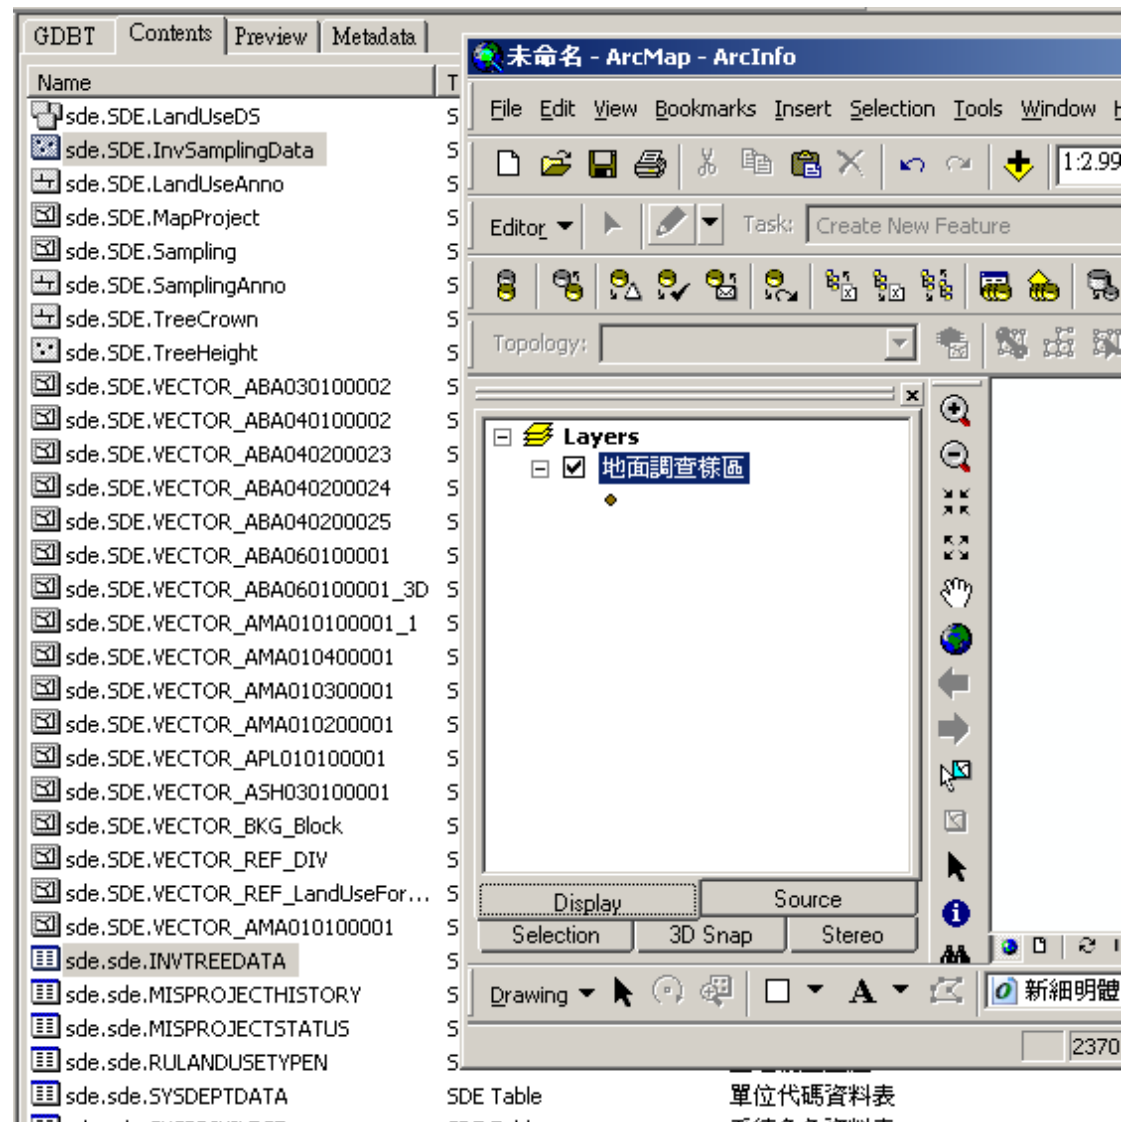 GDBT Contents Preview Metadata
Name T
sde.SDE.LandUseDS S
sde.SDE.InvSamplingData S
sde.SDE.LandUseAnno S
sde.SDE.MapProject S
sde.SDE.Sampling S
sde.SDE.SamplingAnno S
sde.SDE.TreeCrown S
sde.SDE.TreeHeight S
sde.SDE.VECTOR_ABA030100002 S
sde.SDE.VECTOR_ABA040100002 S
sde.SDE.VECTOR_ABA040200023 S
sde.SDE.VECTOR_ABA040200024 S
sde.SDE.VECTOR_ABA040200025 S
sde.SDE.VECTOR_ABA060100001 S
sde.SDE.VECTOR_ABA060100001_3D S
sde.SDE.VECTOR_AMA010100001_1 S
sde.SDE.VECTOR_AMA010400001 S
sde.SDE.VECTOR_AMA010300001 S
sde.SDE.VECTOR_AMA010200001 S
sde.SDE.VECTOR_APL010100001 S
sde.SDE.VECTOR_ASH030100001 S
sde.SDE.VECTOR_BKG_Block S
sde.SDE.VECTOR_REF_DIV S
sde.SDE.VECTOR_REF_LandUseFor... S
sde.SDE.VECTOR_AMA010100001 S
sde.sde.INVTREEDATA S
sde.sde.MISPROJECTHISTORY S
sde.sde.MISPROJECTSTATUS S
sde.sde.RULANDUSETYPEN S
sde.sde.SYSDEPTDATA SDE Table 單位代碼資料表
未命名 - ArcMap - ArcInfo
File Edit View Bookmarks Insert Selection Tools Window
1:2.99
Editor Task: Create New Feature
Topology:
Layers
地面調查樣區
Display Source
Selection 3D Snap Stereo
Drawing A 新細明體
2370